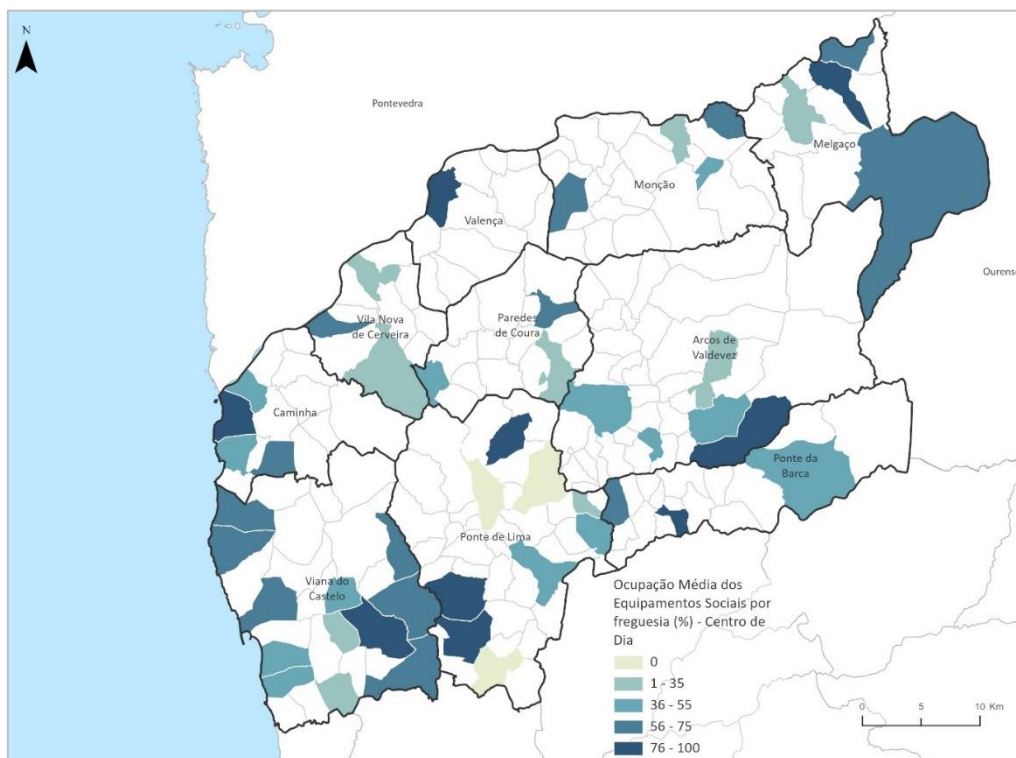 N
Pontevedra
Melgaço
Monção
Valença
Ourense
Vila Nova
de Cerveira
Paredes
de Coura
Arcos de
Valdevez
Caminha
Ponte da
Barca
Ponte de Lima
Viana do
Castelo
Ocupação Média dos
Equipamentos Sociais por
freguesia (%) - Centro de
Dia
0
1 - 35
36 - 55
56 - 75
76 - 100
0 5 10 Km